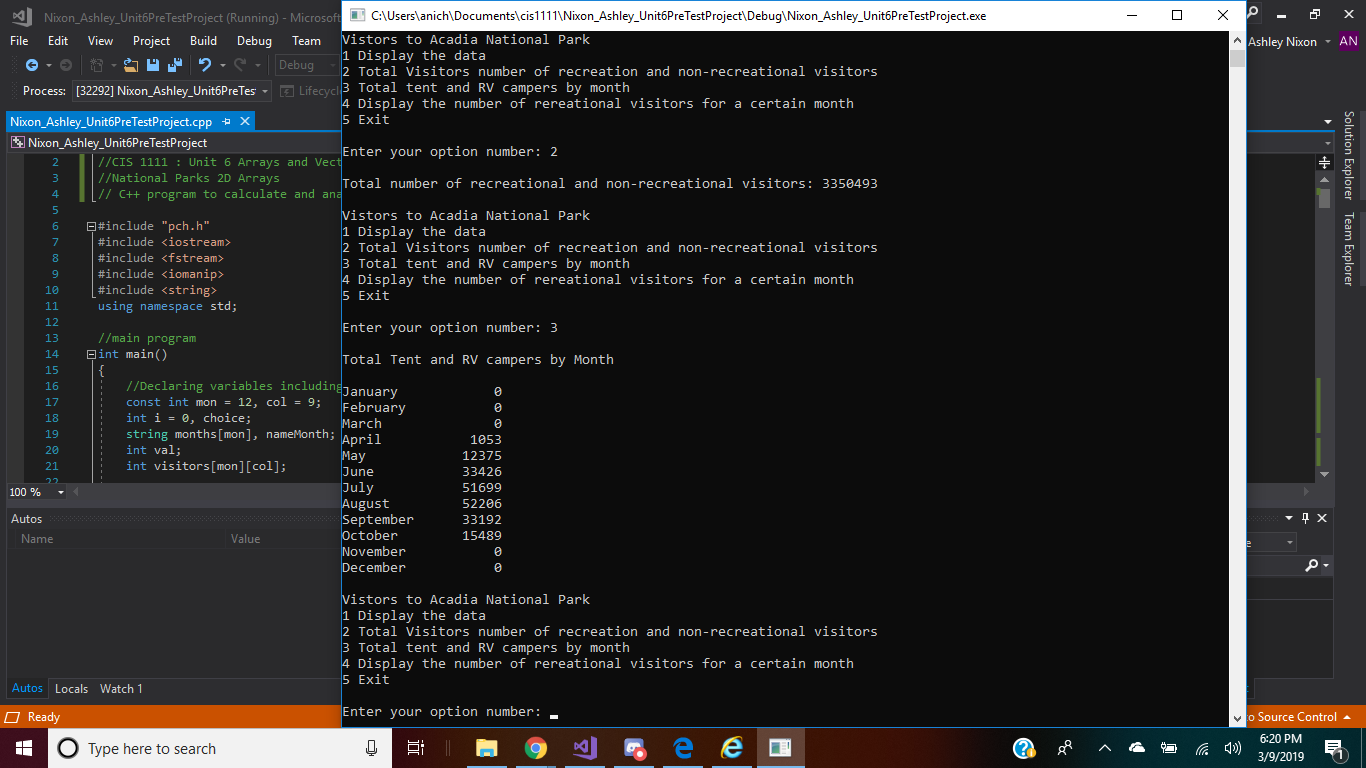 Nixon_Ashley_Unit6PreTestProject (Running) - Microsof
File Edit View Project Build Debug Team
Ashley Nixon AN
Debug
Process: [32292] Nixon_Ashley_Unit6PreTes Lifecycl
Nixon_Ashley_Unit6PreTestProject.cpp
Nixon_Ashley_Unit6PreTestProject
2 //CIS 1111 : Unit 6 Arrays and Vect
3 //National Parks 2D Arrays
4 // C++ program to calculate and ana
5
6 #include "pch.h"
7 #include <iostream>
8 #include <fstream>
9 #include <iomanip>
10 #include <string>
11 using namespace std;
12
13 //main program
14 int main()
15 {
16 //Declaring variables including
17 const int mon = 12, col = 9;
18 int i = 0, choice;
19 string months[mon], nameMonth;
20 int val;
21 int visitors[mon][col];
22
100 %
Autos
Name Value
Autos Locals Watch 1
Ready
C:\Users\anich\Documents\cis1111\Nixon_Ashley_Unit6PreTestProject\Debug\Nixon_Ashley_Unit6PreTestProject.exe
Vistors to Acadia National Park
1 Display the data
2 Total Visitors number of recreation and non-recreational visitors
3 Total tent and RV campers by month
4 Display the number of rereational visitors for a certain month
5 Exit
Enter your option number: 2
Total number of recreational and non-recreational visitors: 3350493
Vistors to Acadia National Park
1 Display the data
2 Total Visitors number of recreation and non-recreational visitors
3 Total tent and RV campers by month
4 Display the number of rereational visitors for a certain month
5 Exit
Enter your option number: 3
Total Tent and RV campers by Month
January 0
February 0
March 0
April 1053
May 12375
June 33426
July 51699
August 52206
September 33192
October 15489
November 0
December 0
Vistors to Acadia National Park
1 Display the data
2 Total Visitors number of recreation and non-recreational visitors
3 Total tent and RV campers by month
4 Display the number of rereational visitors for a certain month
5 Exit
Enter your option number:
Solution Explorer
Team Explorer
e
to Source Control
Type here to search
6:20 PM
3/9/2019
1